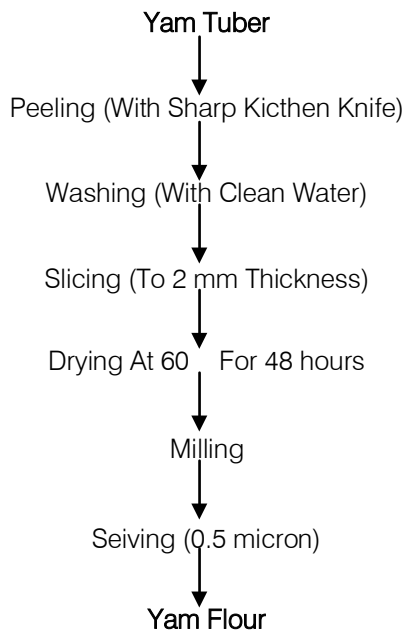 Yam Tuber
Peeling (With Sharp Kicthen Knife)
Washing (With Clean Water)
Slicing (To 2 mm Thickness)
Drying At 60 For 48 hours
Milling
Seiving (0.5 micron)
Yam Flour